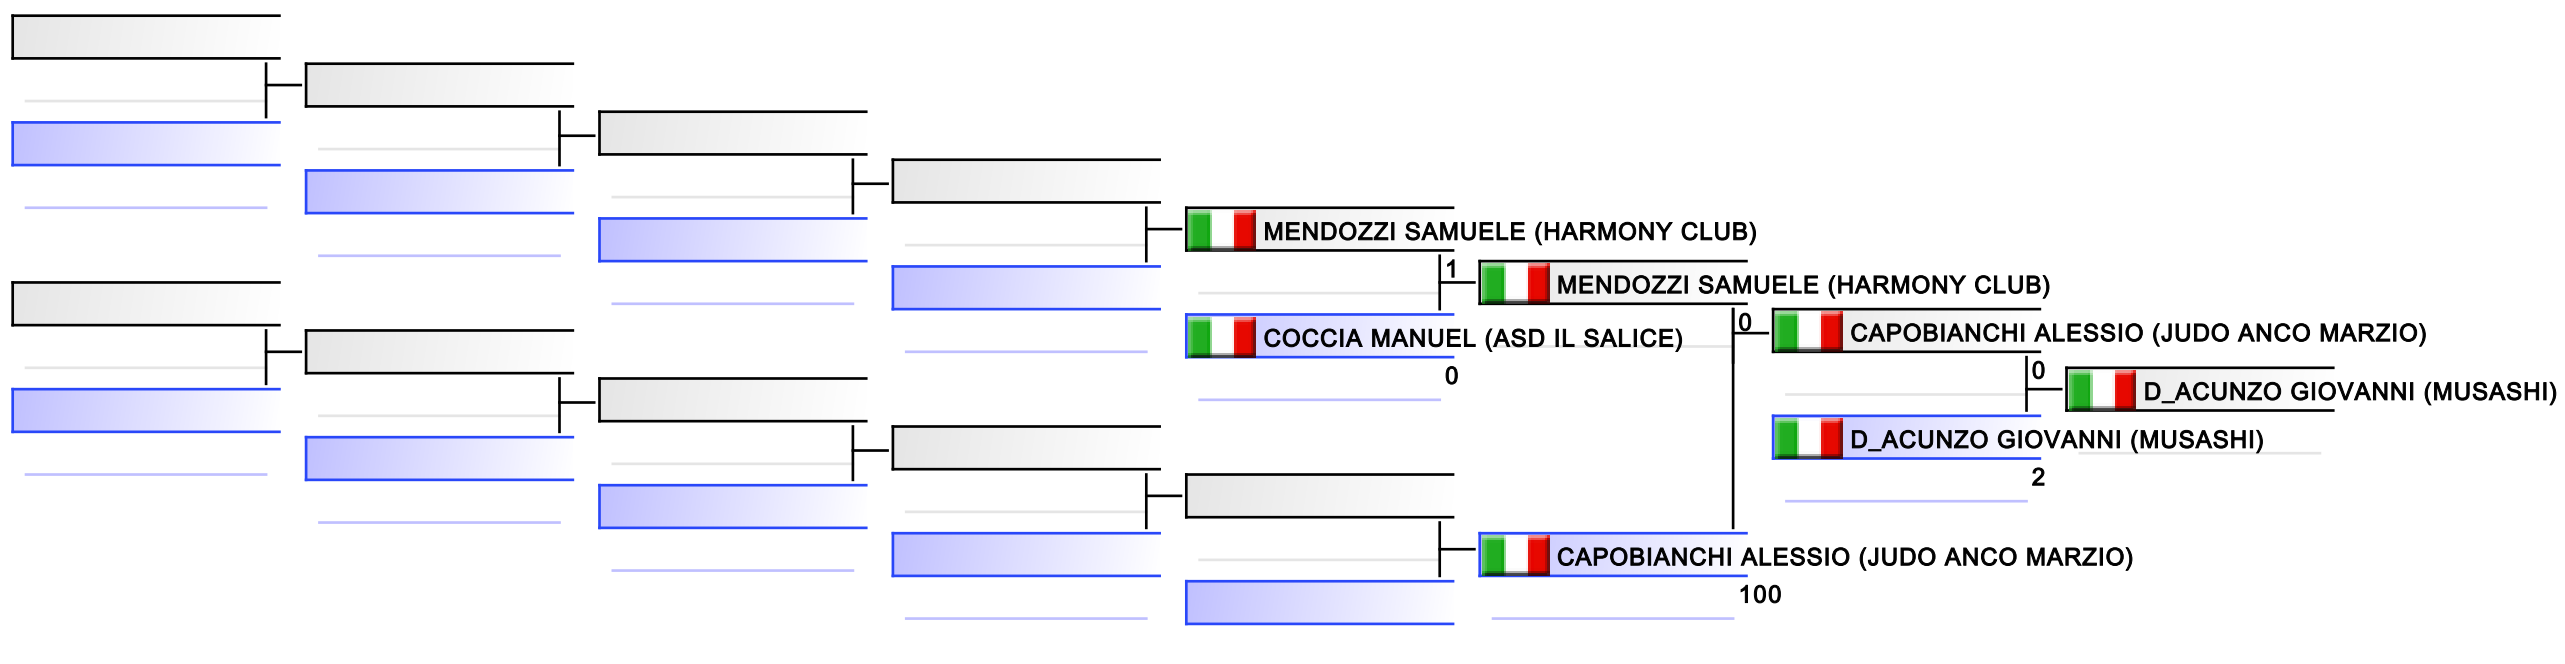 MENDOZZI SAMUELE (HARMONY CLUB)
1
MENDOZZI SAMUELE (HARMONY CLUB)
COCCIA MANUEL (ASD IL SALICE)
0
0
CAPOBIANCHI ALESSIO (JUDO ANCO MARZIO)
0
D_ACUNZO GIOVANNI (MUSASHI)
D_ACUNZO GIOVANNI (MUSASHI)
2
CAPOBIANCHI ALESSIO (JUDO ANCO MARZIO)
100